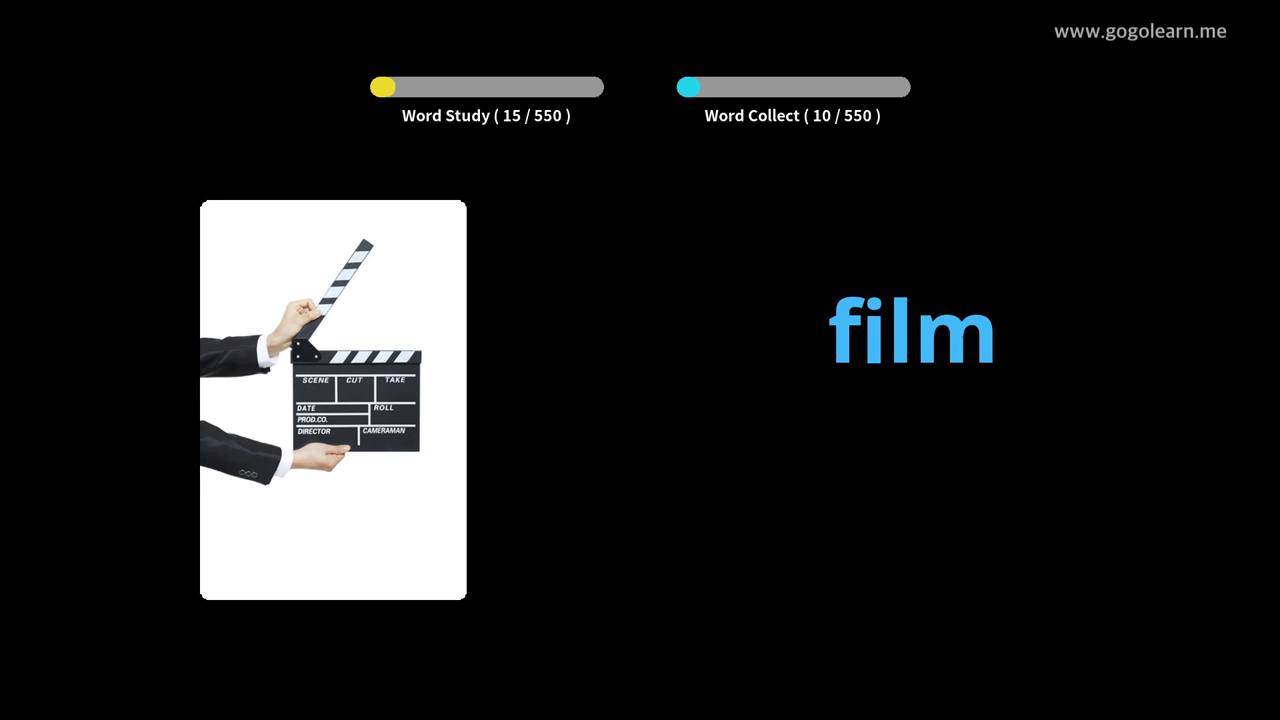 www.gogolearn.me
Word Study ( 15 / 550 )
Word Collect ( 10 / 550 )
film
SCENE CUT TAKE
DATE ROLL
PROD.CO.
DIRECTOR CAMERAMAN